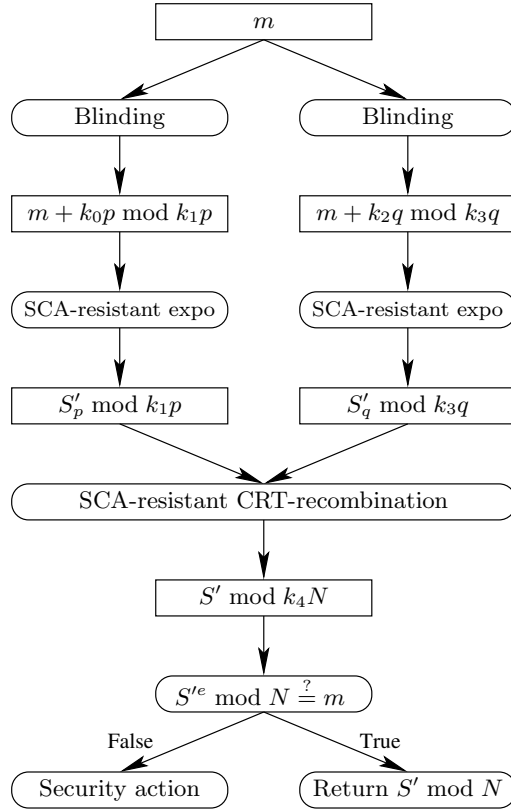 m
Blinding
Blinding
m + k₀p mod k₁p
m + k₂q mod k₃q
SCA-resistant expo
SCA-resistant expo
S′ₚ mod k₁p
S′_q mod k₃q
SCA-resistant CRT-recombination
S′ mod k₄N
S′ᵉ mod N ≟ m
False
True
Security action
Return S′ mod N